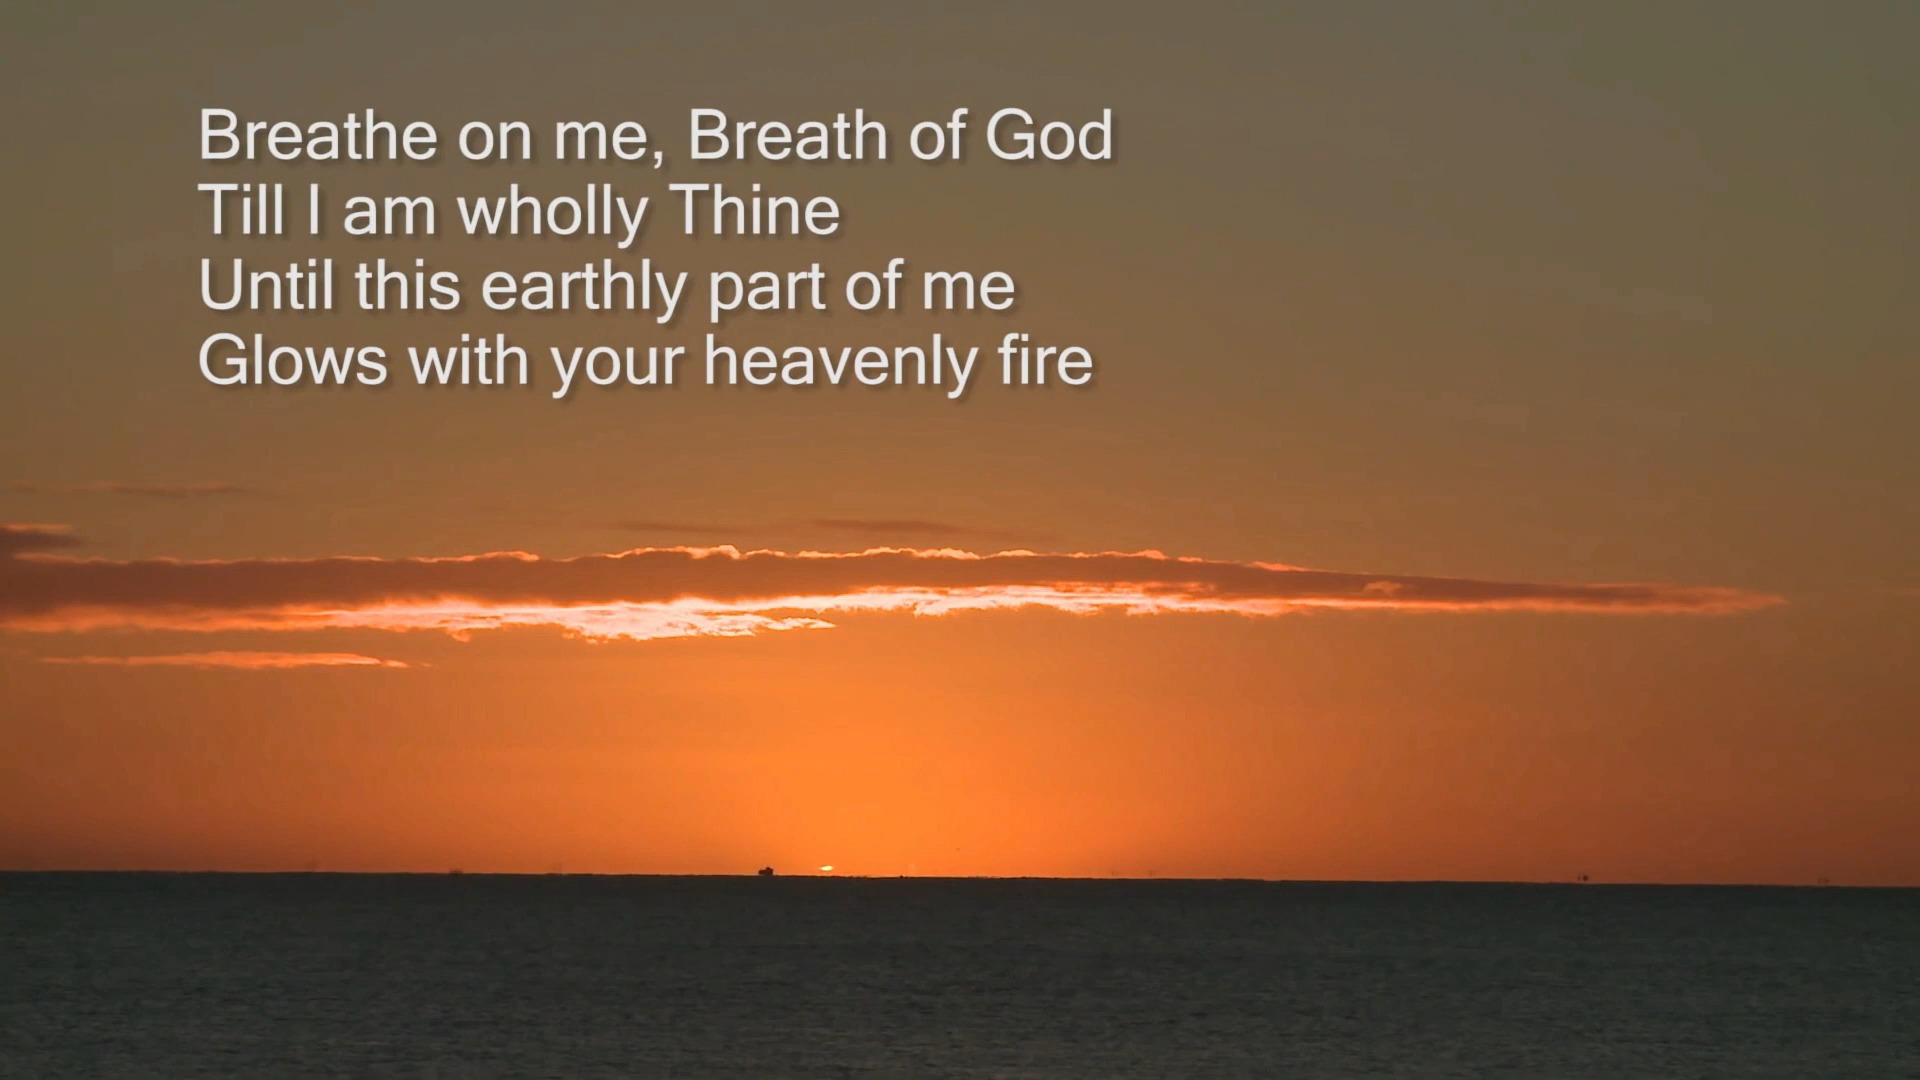 Breathe on me, Breath of God
Till I am wholly Thine
Until this earthly part of me
Glows with your heavenly fire